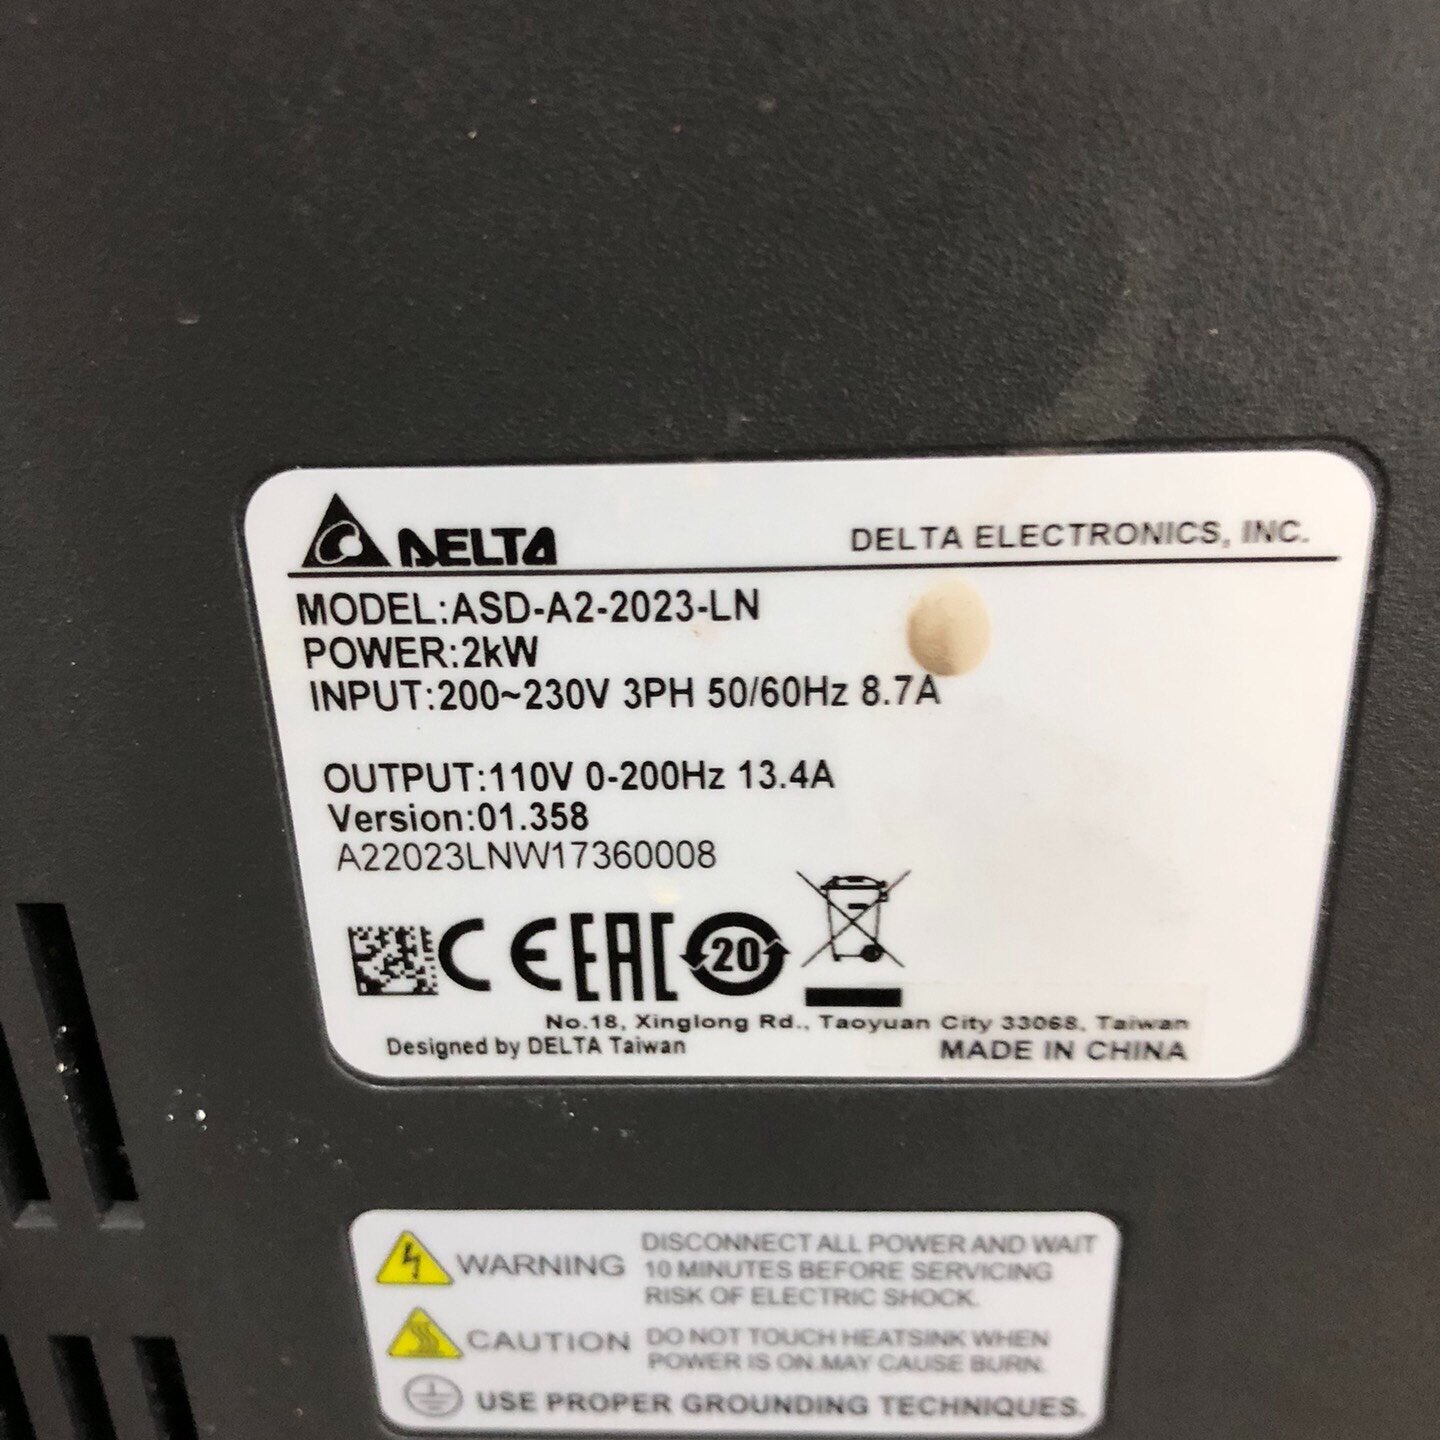 DELTA
DELTA ELECTRONICS, INC.
MODEL:ASD-A2-2023-LN
POWER:2kW
INPUT:200~230V 3PH 50/60Hz 8.7A
OUTPUT:110V 0-200Hz 13.4A
Version:01.358
A22023LNW17360008
CE EAC 20
No.18, Xinglong Rd., Taoyuan City 33068, Taiwan
Designed by DELTA Taiwan
MADE IN CHINA
WARNING
DISCONNECT ALL POWER AND WAIT
10 MINUTES BEFORE SERVICING
RISK OF ELECTRIC SHOCK.
CAUTION
DO NOT TOUCH HEATSINK WHEN
POWER IS ON.MAY CAUSE BURN.
USE PROPER GROUNDING TECHNIQUES.